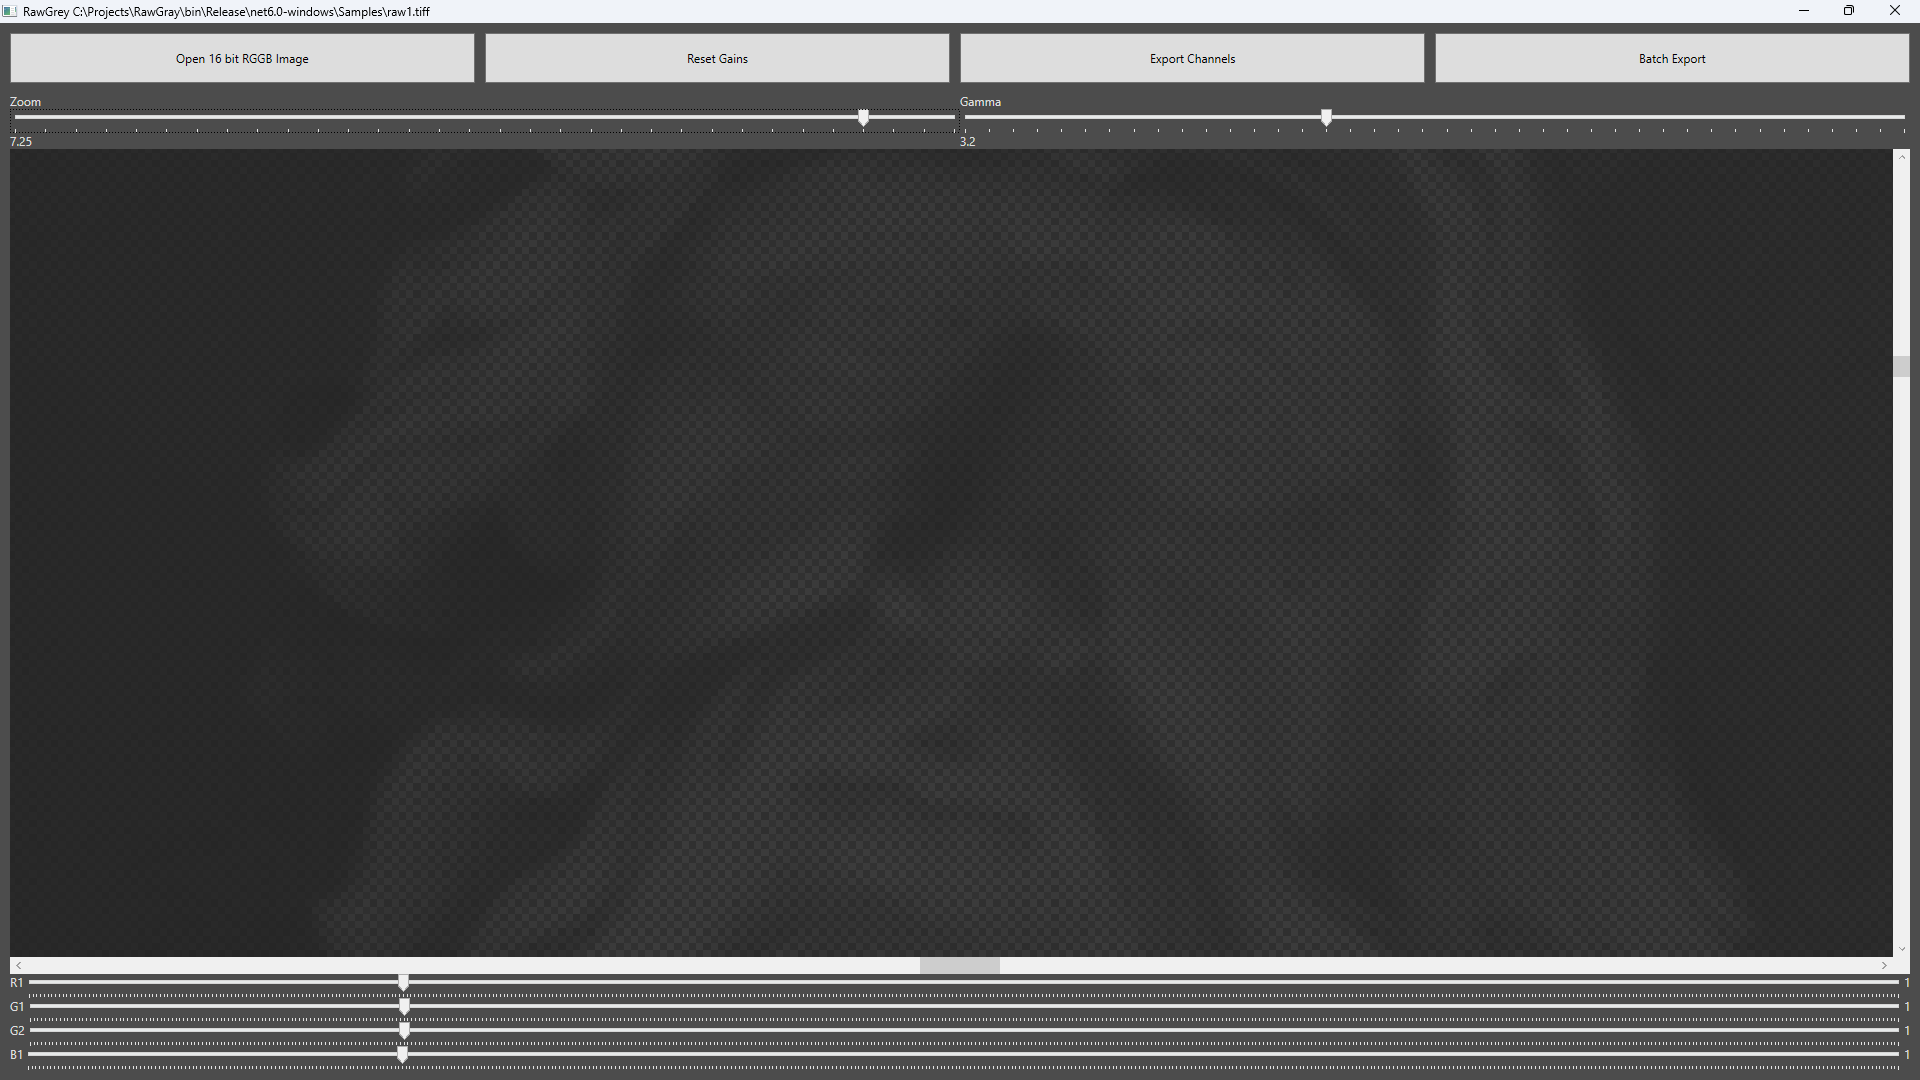 RawGrey C:\Projects\RawGray\bin\Release\net6.0-windows\Samples\raw1.tiff
Open 16 bit RGGB Image Reset Gains Export Channels Batch Export
Zoom Gamma
7.25 3.2
R1 1
G1 1
G2 1
B1 1